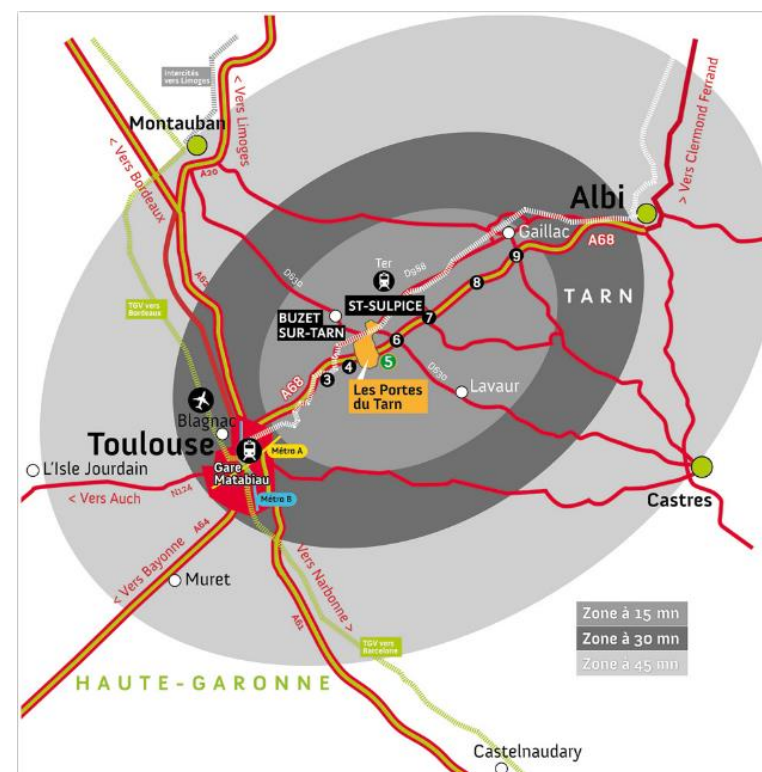 Intercités
vers Limoges
< Vers Limoges
Montauban
< Vers Bordeaux
A20
> Vers Clermond Ferrand
Albi
Gaillac
A68
A62
D630
Ter
D988
9
8
TARN
TGV vers
Bordeaux
ST-SULPICE
BUZET
SUR-TARN
7
6
5
4
3
A68
D630
Les Portes
du Tarn
Lavaur
Blagnac
Toulouse
Métro A
L'Isle Jourdain
Gare
Matabiau
N124
Métro B
< Vers Auch
Castres
A64
< Vers Bayonne
Vers Narbonne >
Muret
A61
Zone à 15 mn
Zone à 30 mn
Zone à 45 mn
TGV vers
Barcelone
HAUTE-GARONNE
Castelnaudary